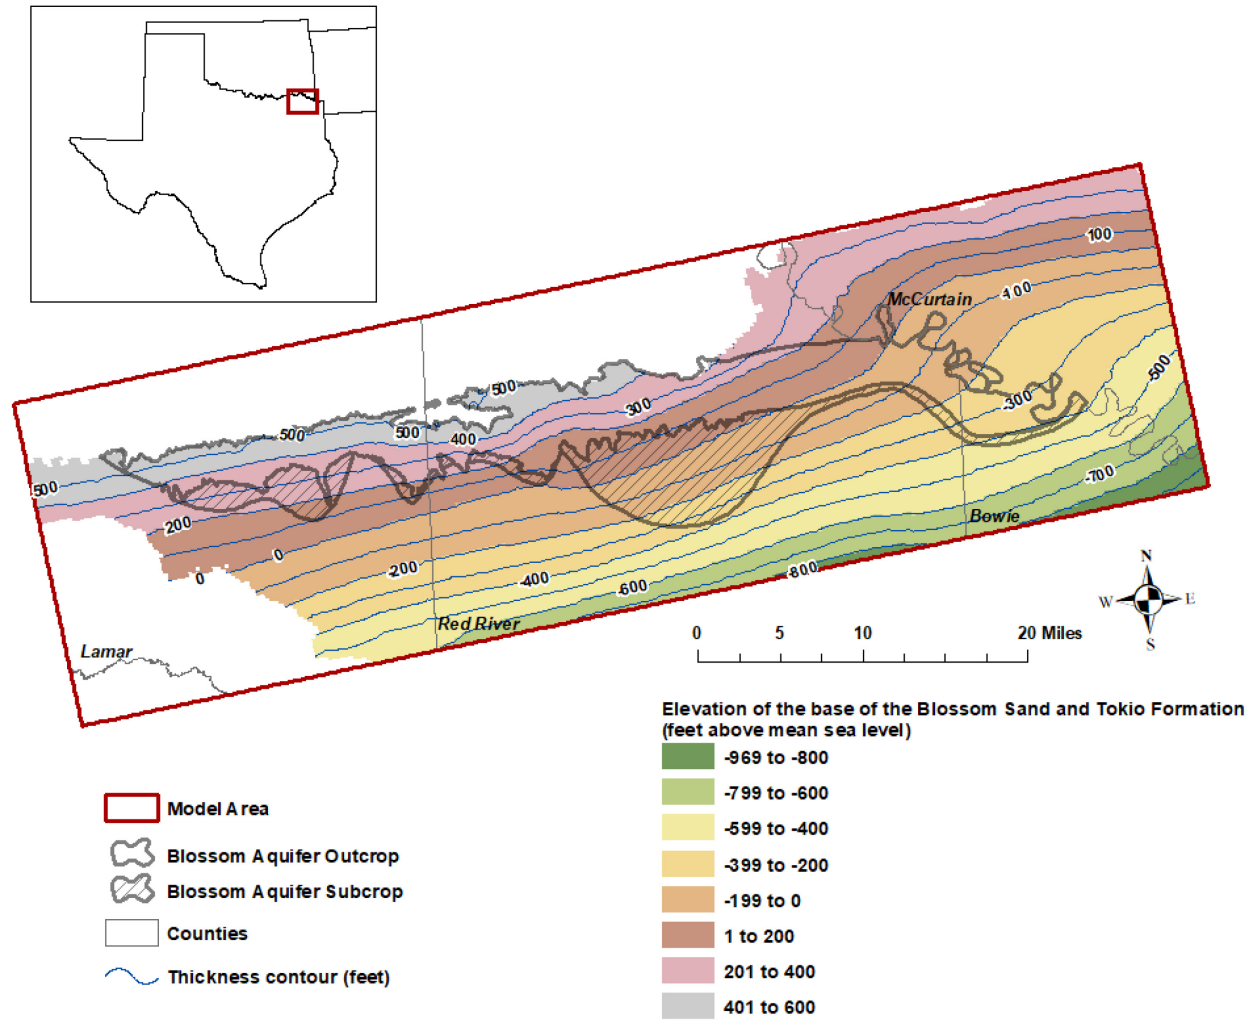 100
McCurtain
-100
-500
500
300
-300
500
500
400
500
-700
200
Bowie
0
-200
0
-400
-800
-600
N
W
E
S
Red River
Lamar
0 5 10 20 Miles
Elevation of the base of the Blossom Sand and Tokio Formation
(feet above mean sea level)
-969 to -800
-799 to -600
-599 to -400
-399 to -200
-199 to 0
1 to 200
201 to 400
401 to 600
Model Area
Blossom Aquifer Outcrop
Blossom Aquifer Subcrop
Counties
Thickness contour (feet)